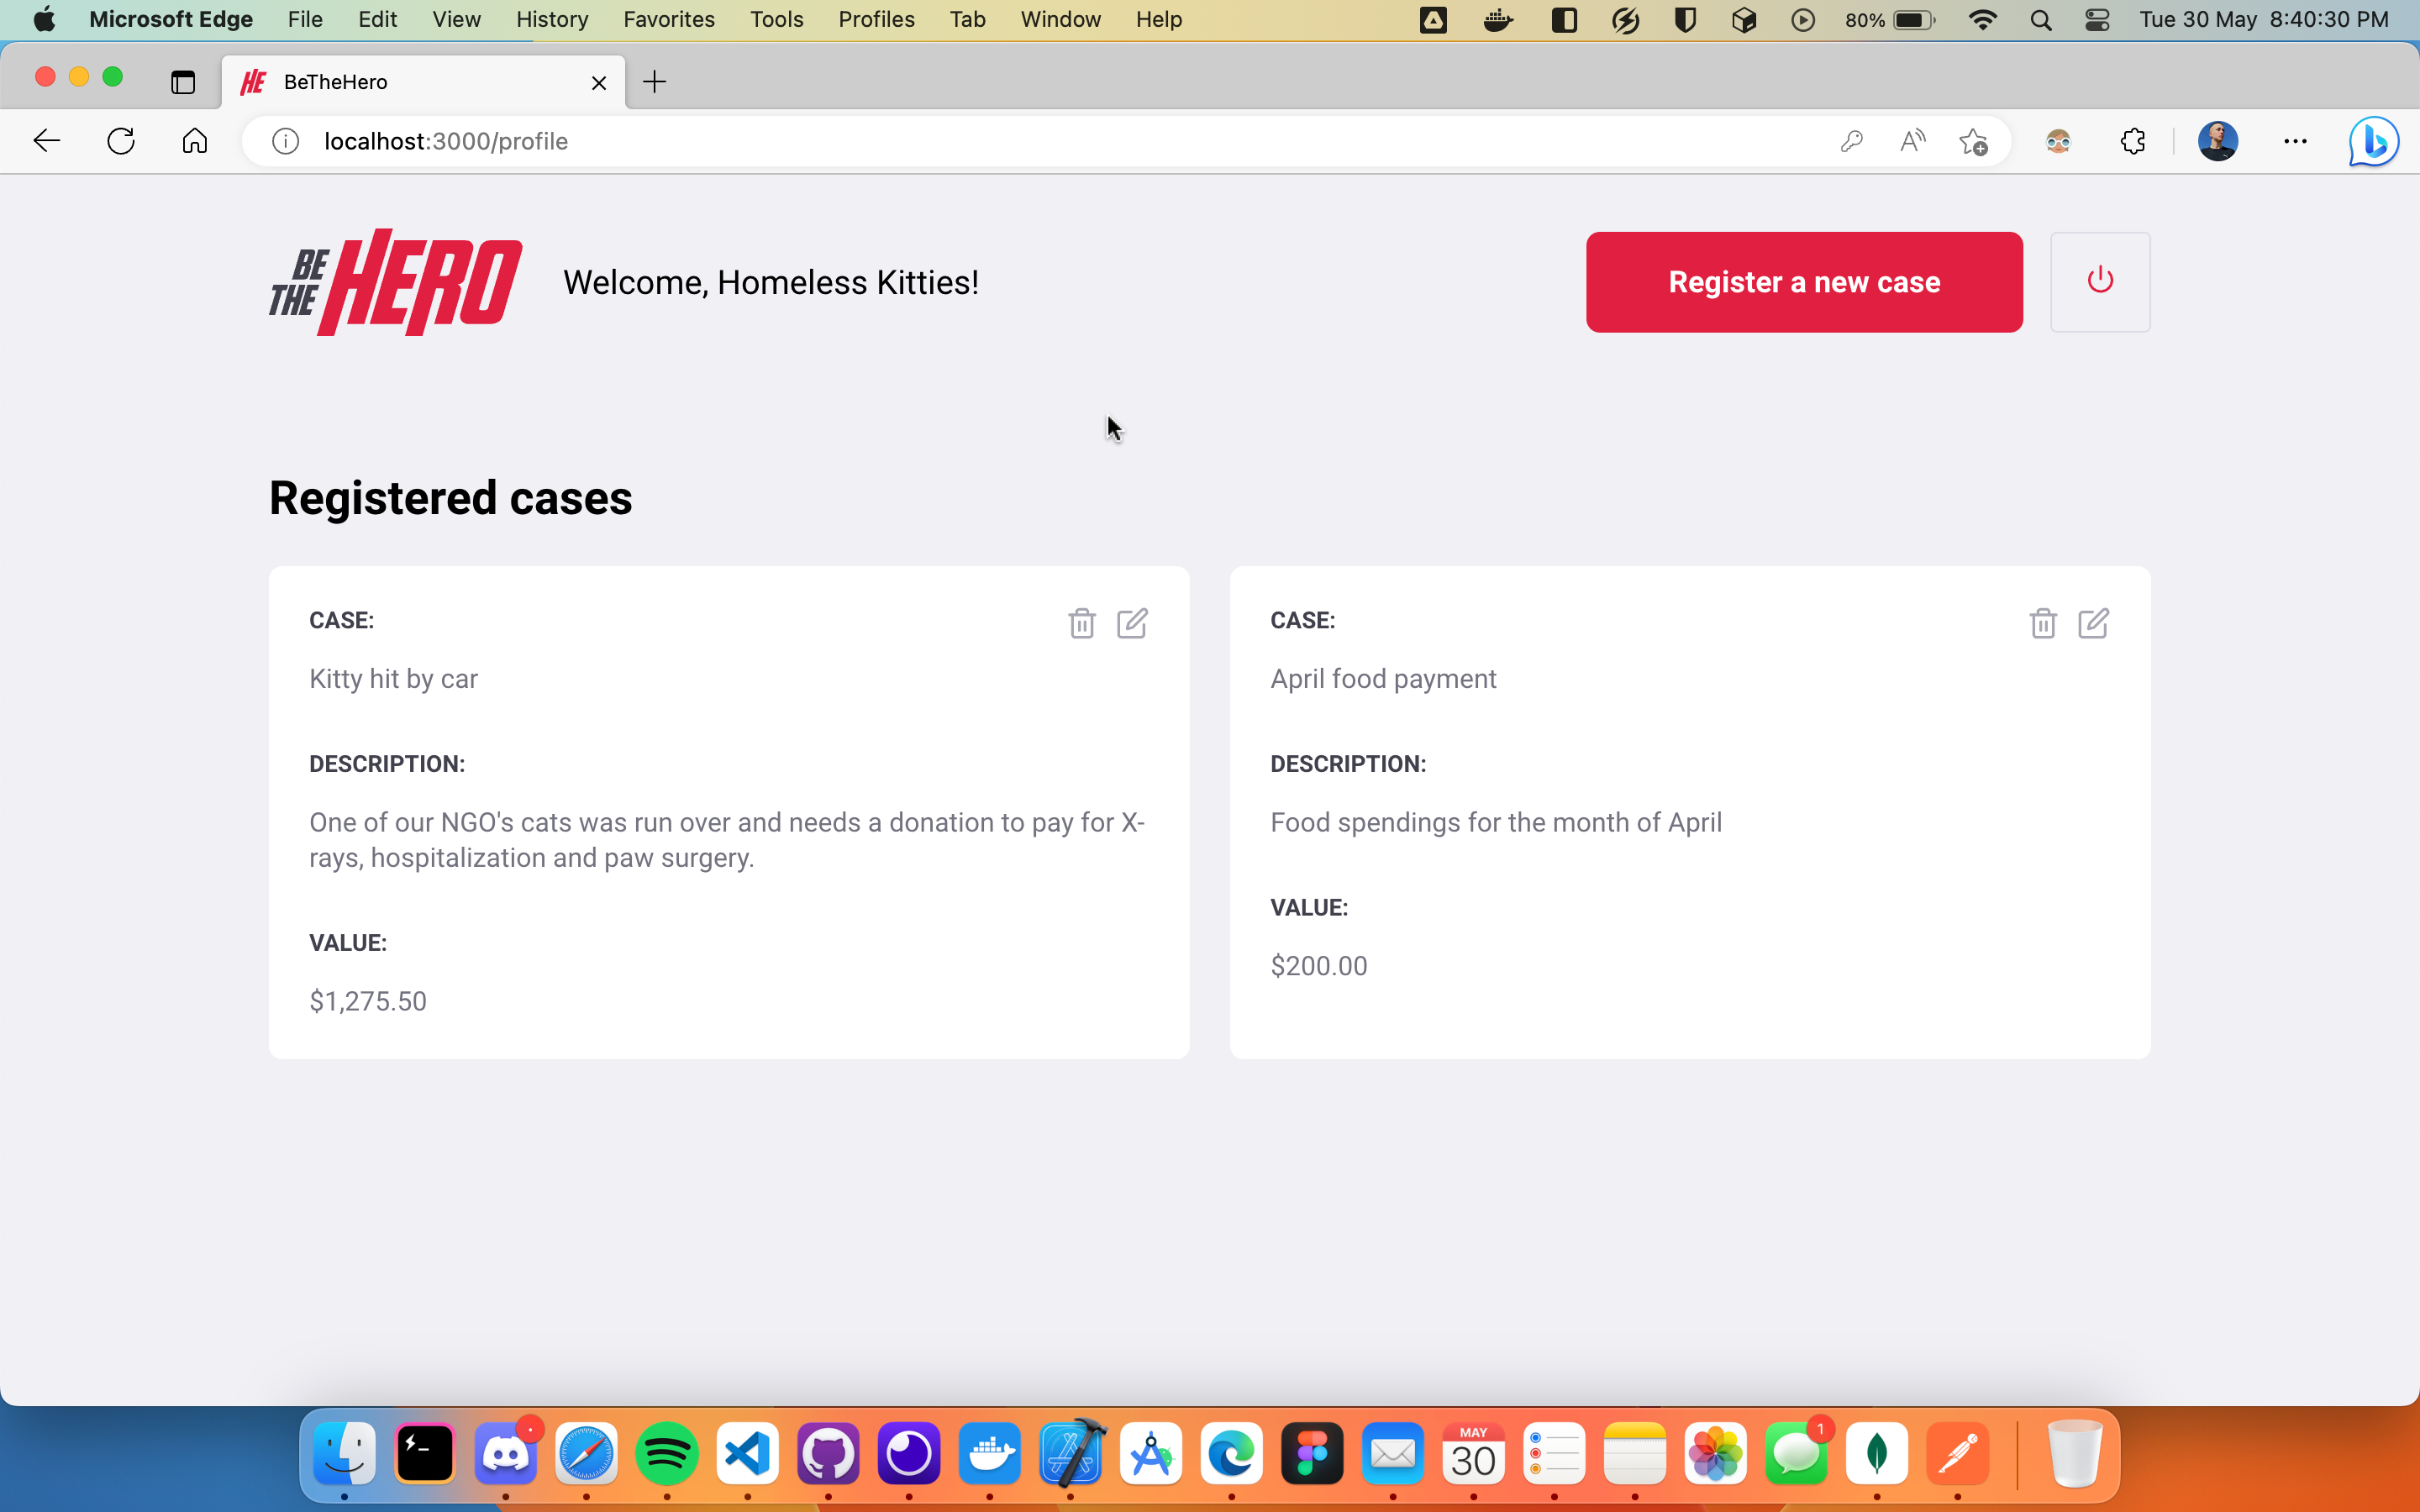 Microsoft Edge File Edit View History Favorites Tools Profiles Tab Window Help 80% Tue 30 May 8:40:30 PM
HE BeTheHero
localhost:3000/profile
BE THE HERO
Welcome, Homeless Kitties!
Register a new case
Registered cases
CASE:
Kitty hit by car
DESCRIPTION:
One of our NGO's cats was run over and needs a donation to pay for X-
rays, hospitalization and paw surgery.
VALUE:
$1,275.50
CASE:
April food payment
DESCRIPTION:
Food spendings for the month of April
VALUE:
$200.00
MAY
30
1